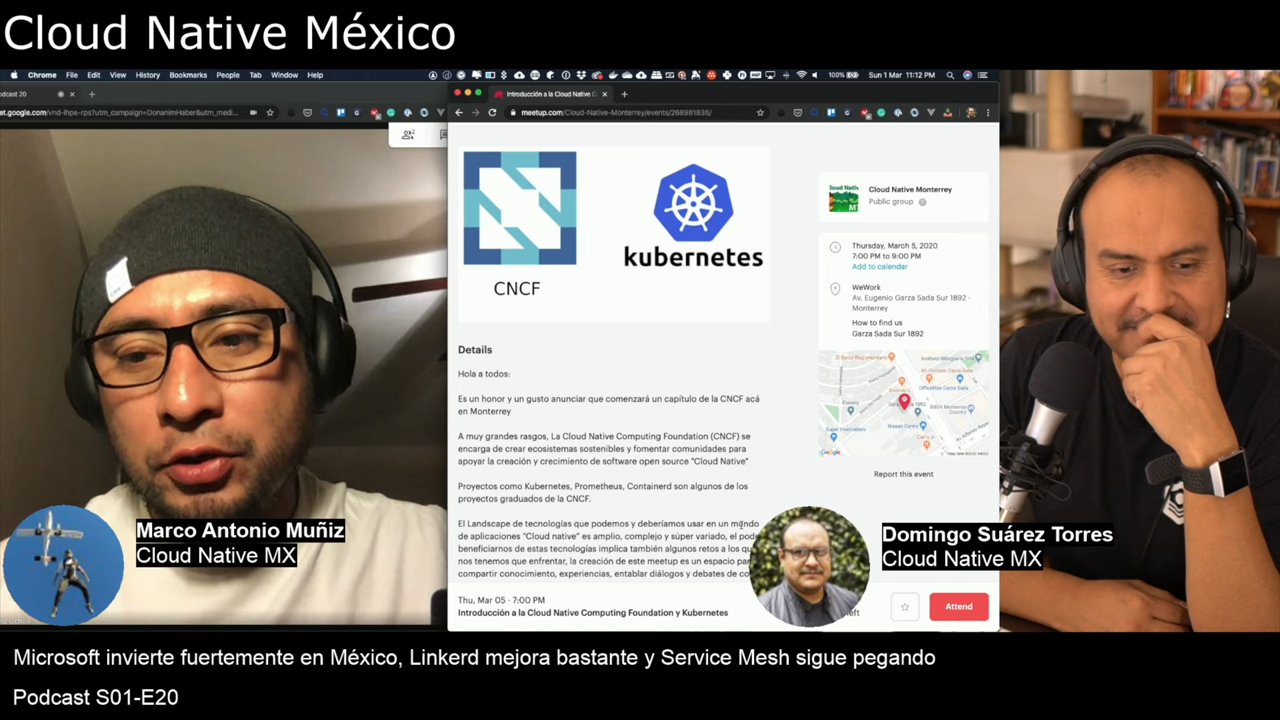 Cloud Native México
Chrome File Edit View History Bookmarks People Tab Window Help
100% Sun 1 Mar 11:12 PM
Podcast 20
Introducción a la Cloud Native C
meetup.com/Cloud-Native-Monterrey/events/268981835/
CNCF
kubernetes
Cloud Native Monterrey
Public group
Thursday, March 5, 2020
7:00 PM to 9:00 PM
Add to calendar
WeWork
Av. Eugenio Garza Sada Sur 1892 ·
Monterrey
How to find us
Garza Sada Sur 1892
Google
Report this event
Details
Hola a todos:
Es un honor y un gusto anunciar que comenzará un capítulo de la CNCF acá
en Monterrey
A muy grandes rasgos, La Cloud Native Computing Foundation (CNCF) se
encarga de crear ecosistemas sostenibles y fomentar comunidades para
apoyar la creación y crecimiento de software open source "Cloud Native"
Proyectos como Kubernetes, Prometheus, Containerd son algunos de los
proyectos graduados de la CNCF.
El Landscape de tecnologías que podemos y deberíamos usar en un mundo
de aplicaciones "Cloud native" es amplio, complejo y súper variado, el pode
beneficiarnos de estas tecnologías implica también algunos retos a los qu
nos tenemos que enfrentar, la creación de este meetup es un espacio par
compartir conocimiento, experiencias, entablar diálogos y debates de co
Thu, Mar 05 · 7:00 PM
Introducción a la Cloud Native Computing Foundation y Kubernetes
left
Attend
Marco Antonio Muñiz
Cloud Native MX
Domingo Suárez Torres
Cloud Native MX
Microsoft invierte fuertemente en México, Linkerd mejora bastante y Service Mesh sigue pegando
Podcast S01-E20